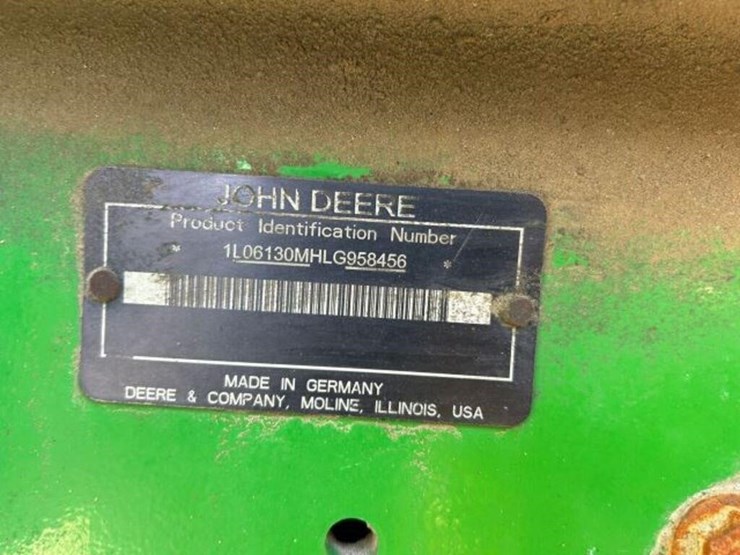 JOHN DEERE
Product Identification Number
* 1L06130MHLG958456 *
MADE IN GERMANY
DEERE & COMPANY, MOLINE, ILLINOIS, USA